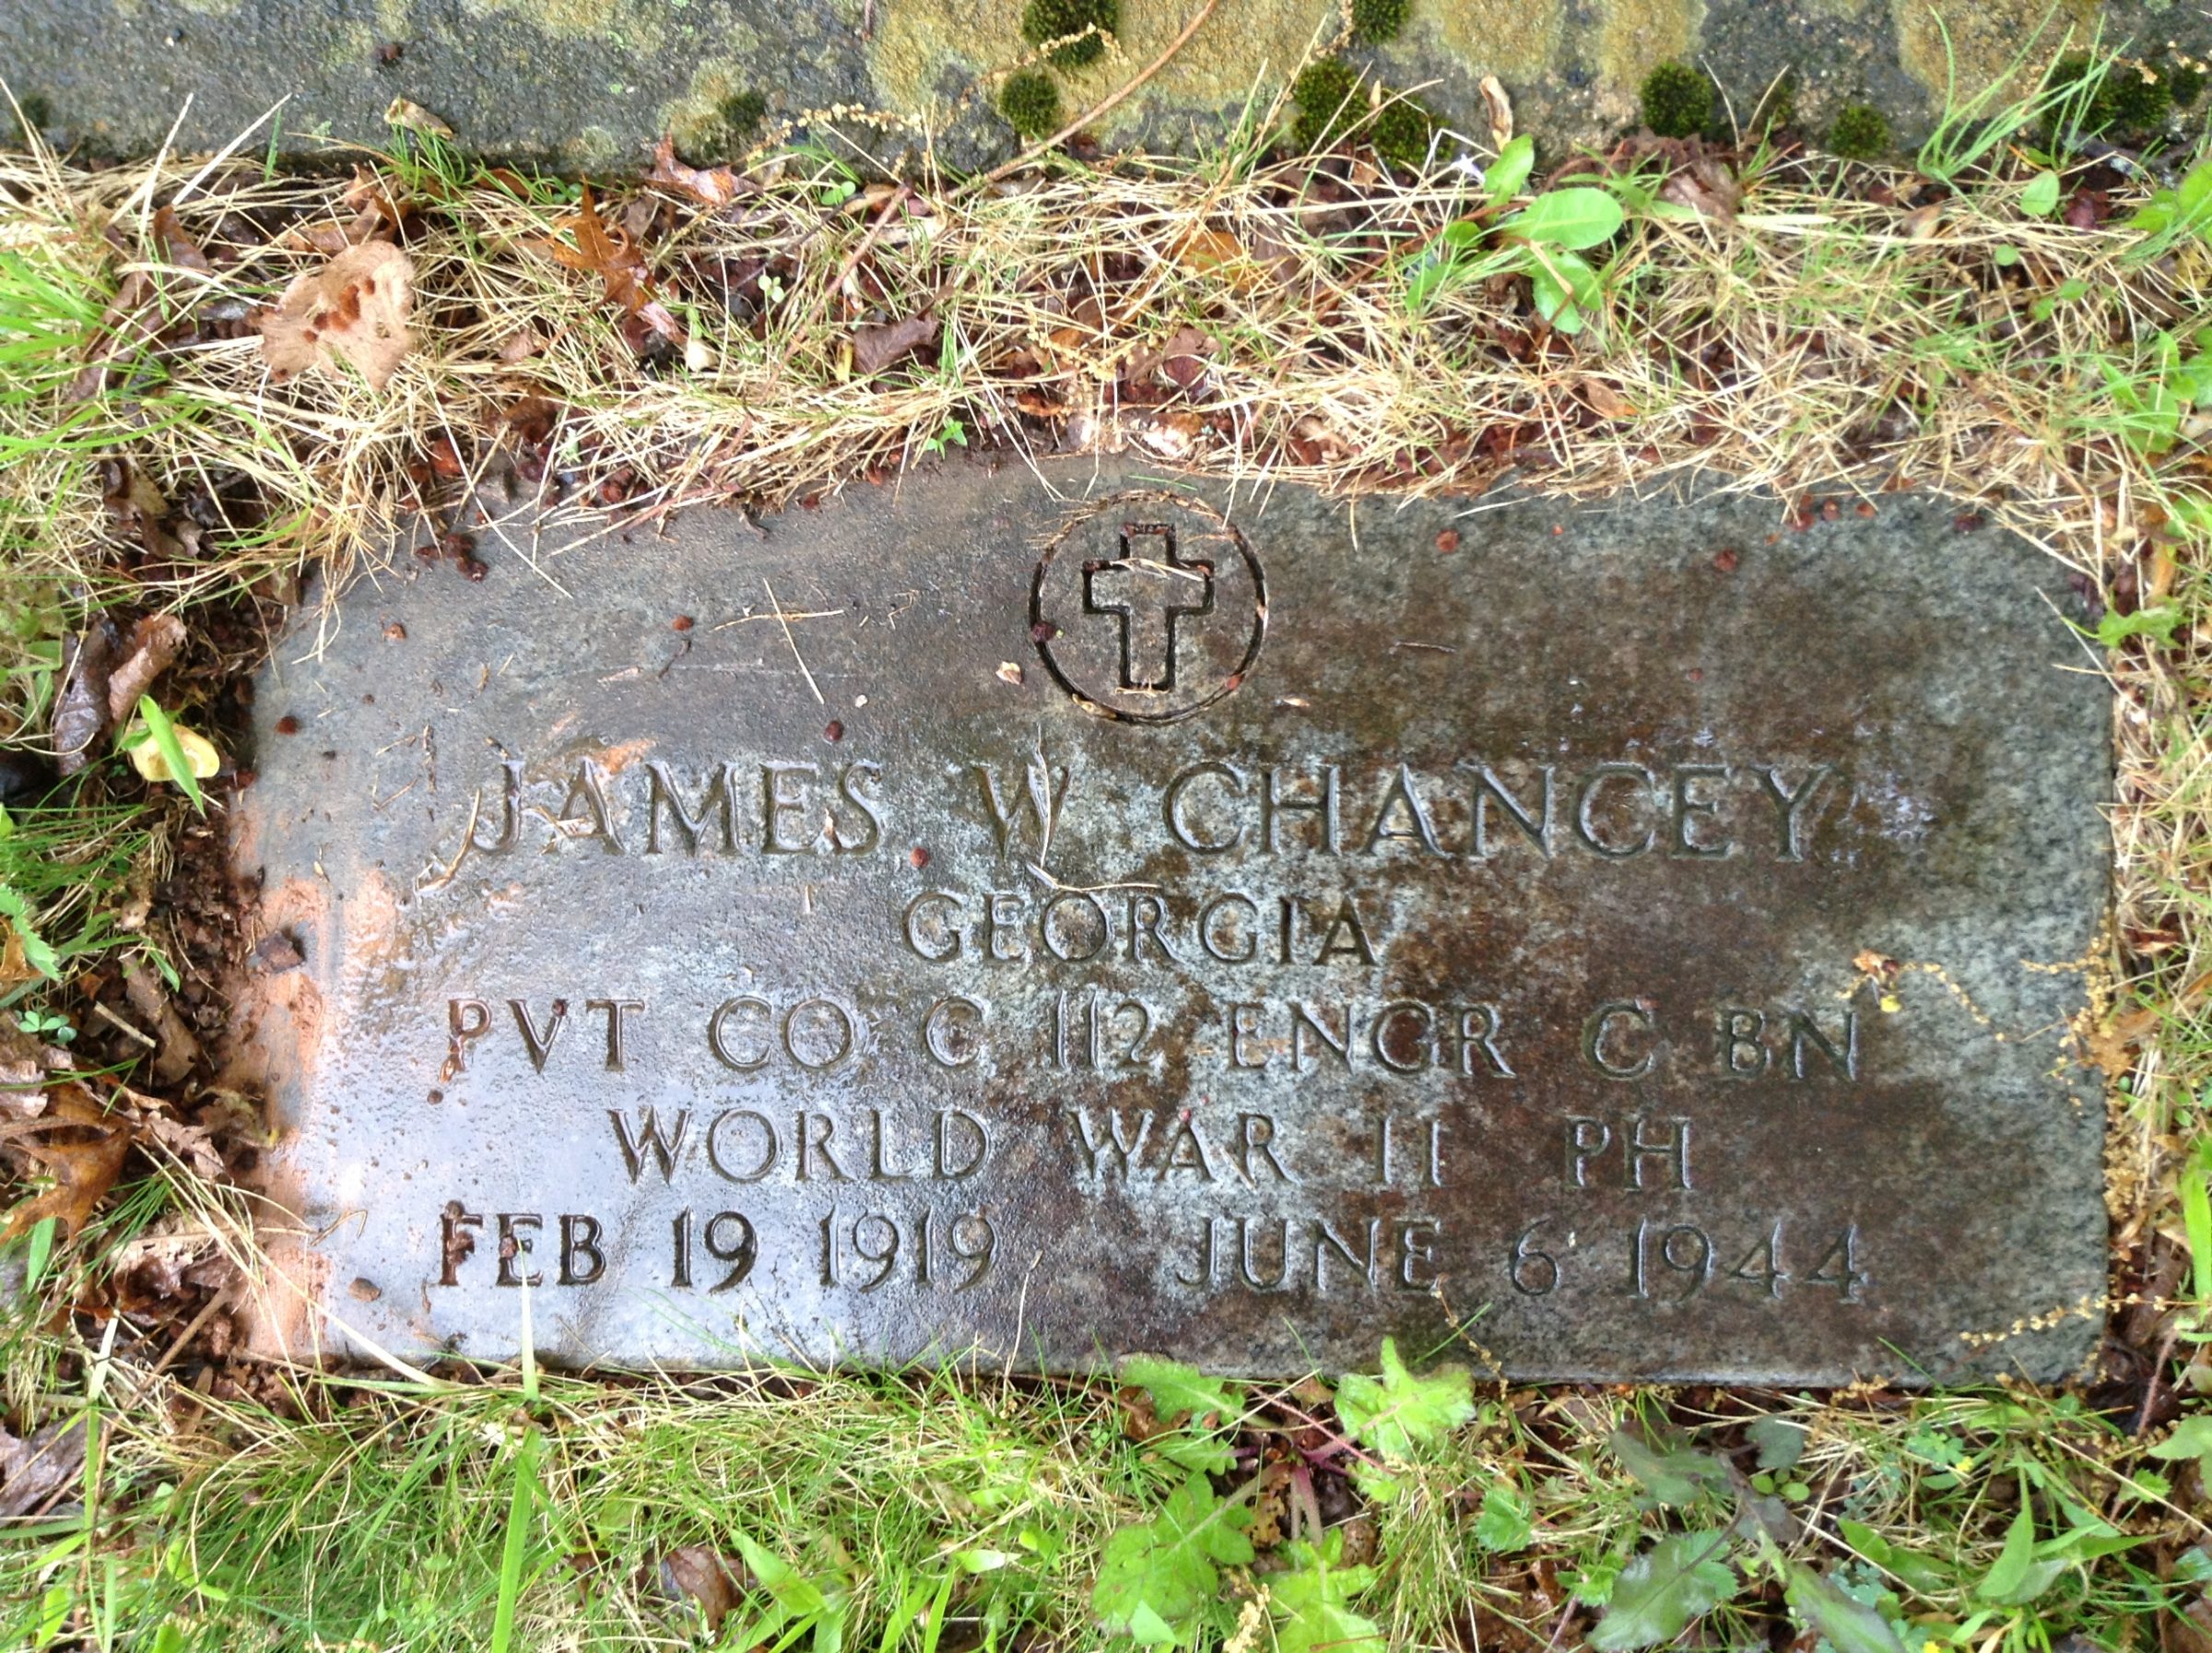 JAMES W CHANCEY
GEORGIA
PVT CO C 112 ENGR C BN
WORLD WAR II PH
FEB 19 1919 JUNE 6 1944